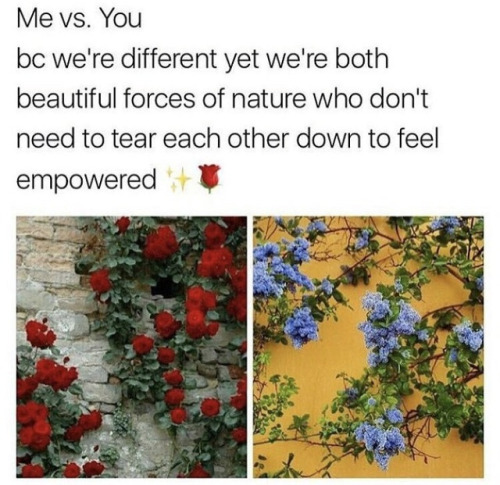 Me vs. You
bc we're different yet we're both
beautiful forces of nature who don't
need to tear each other down to feel
empowered ✨🌹